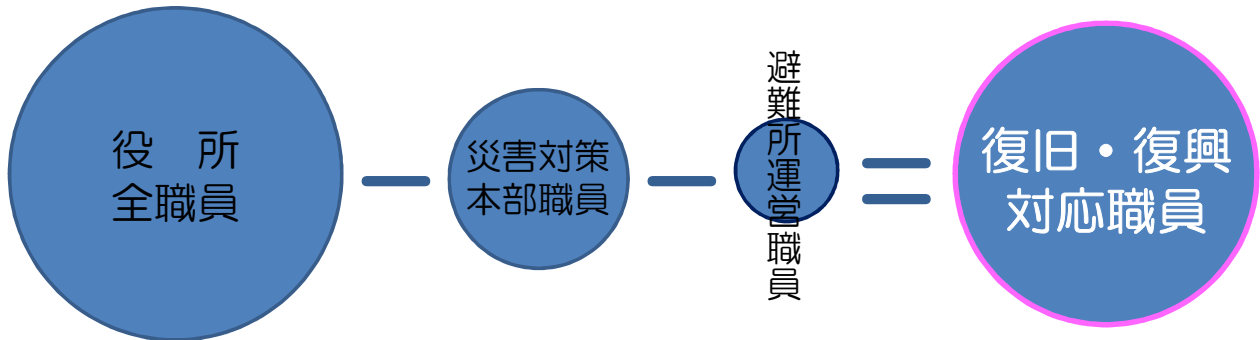 役　所
全職員
災害対策
本部職員
避難所運営職員
復旧・復興
対応職員